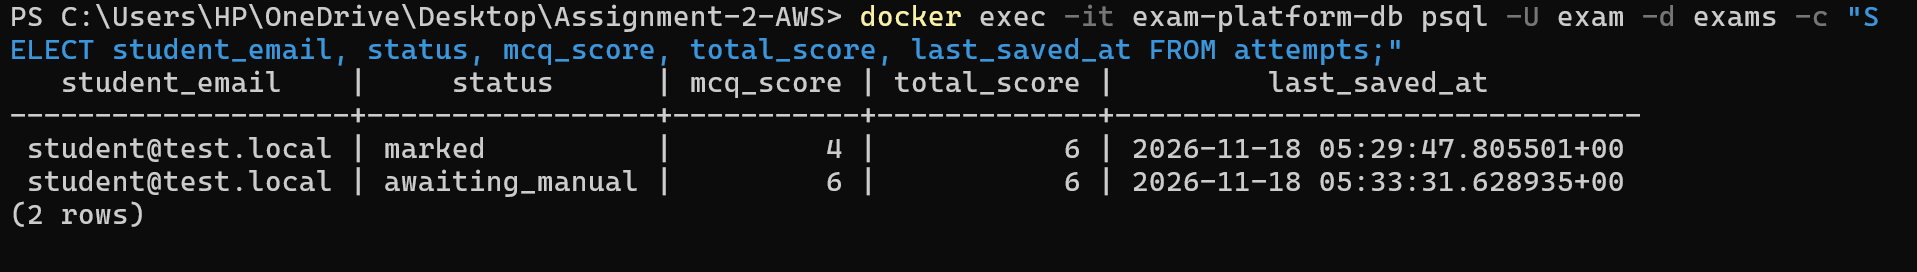 PS C:\Users\HP\OneDrive\Desktop\Assignment-2-AWS> docker exec -it exam-platform-db psql -U exam -d exams -c "S
ELECT student_email, status, mcq_score, total_score, last_saved_at FROM attempts;"
   student_email    |     status      | mcq_score | total_score |         last_saved_at
--------------------+-----------------+-----------+-------------+-------------------------------
 student@test.local | marked          |         4 |           6 | 2026-11-18 05:29:47.805501+00
 student@test.local | awaiting_manual |         6 |           6 | 2026-11-18 05:33:31.628935+00
(2 rows)